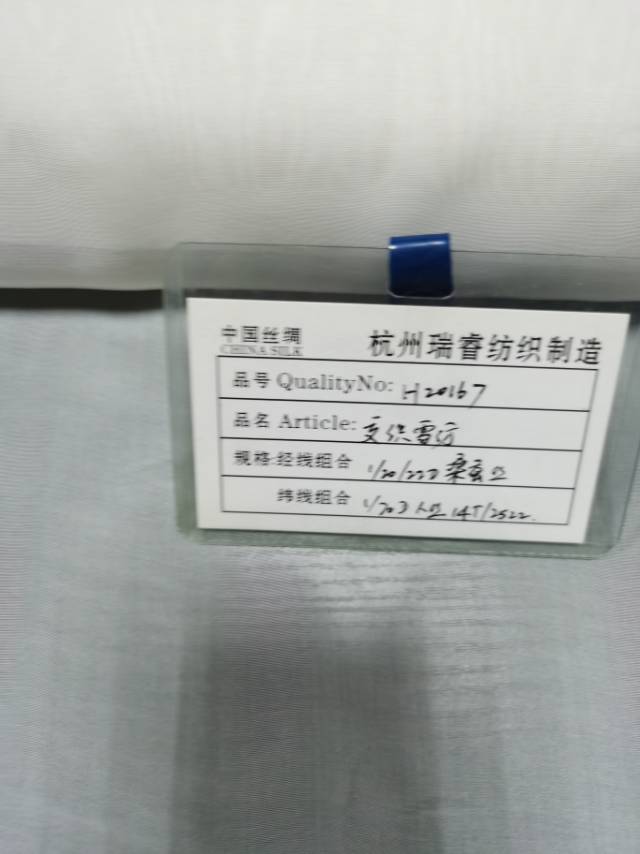 中国丝绸
CHINA SILK
杭州瑞睿纺织制造
品号 QualityNo: H20167
品名 Article: 交织雪纺
规格:经线组合 1/20/22D 桑蚕丝
纬线组合 1/70D 人丝 14T/2S22.